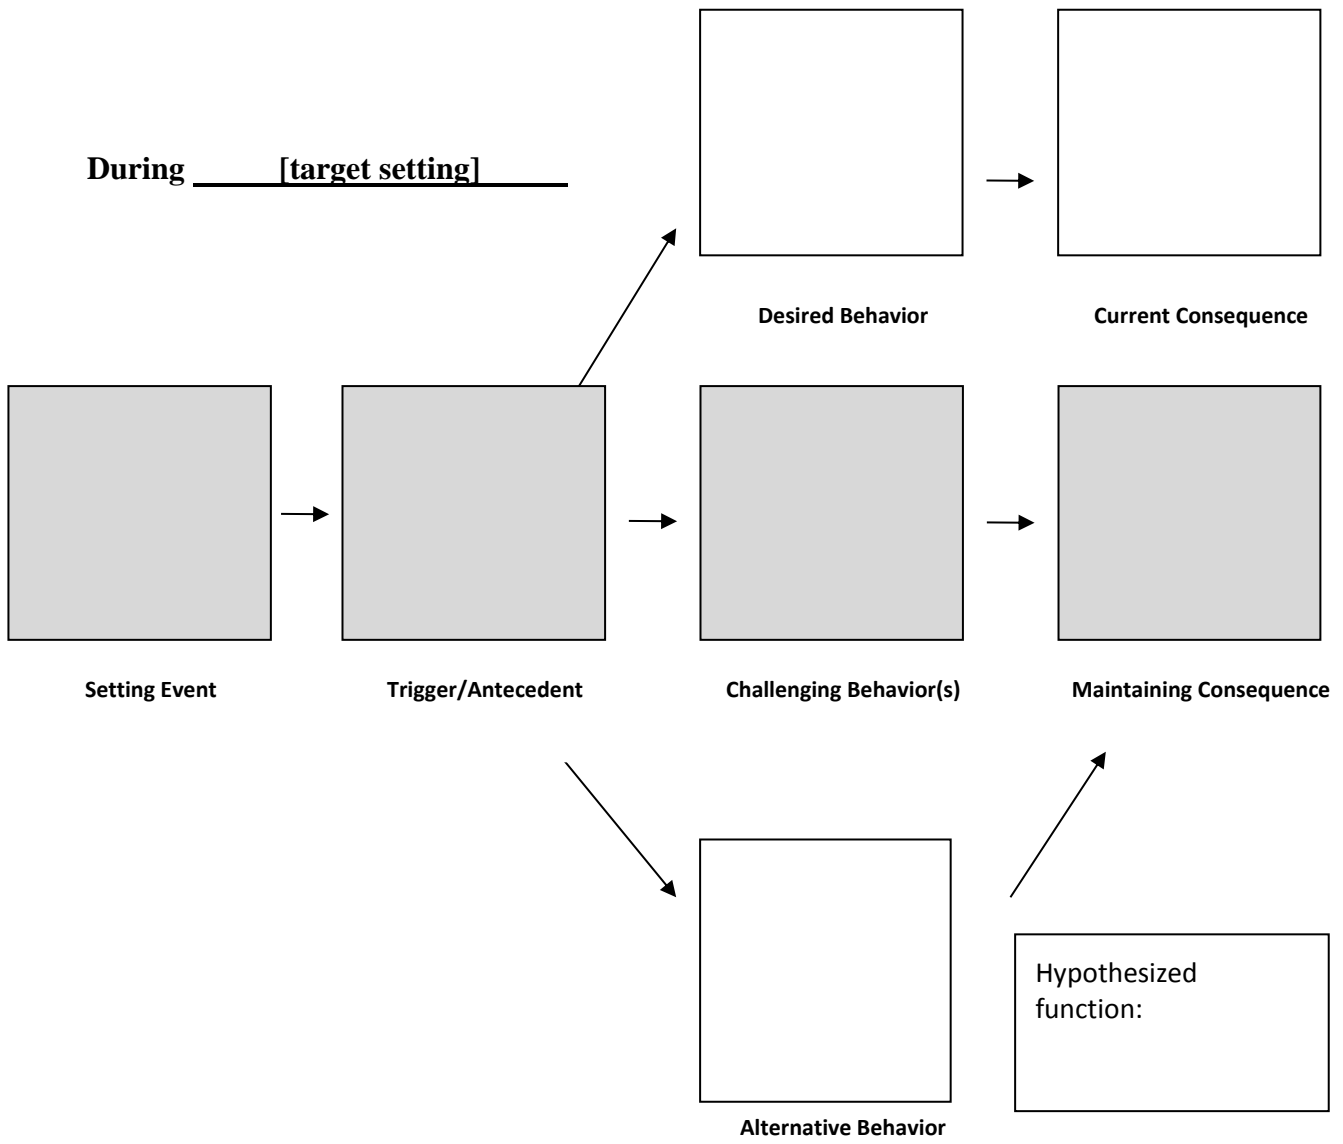 During [target setting]
Desired Behavior
Current Consequence
Setting Event
Trigger/Antecedent
Challenging Behavior(s)
Maintaining Consequence
Hypothesized
function:
Alternative Behavior